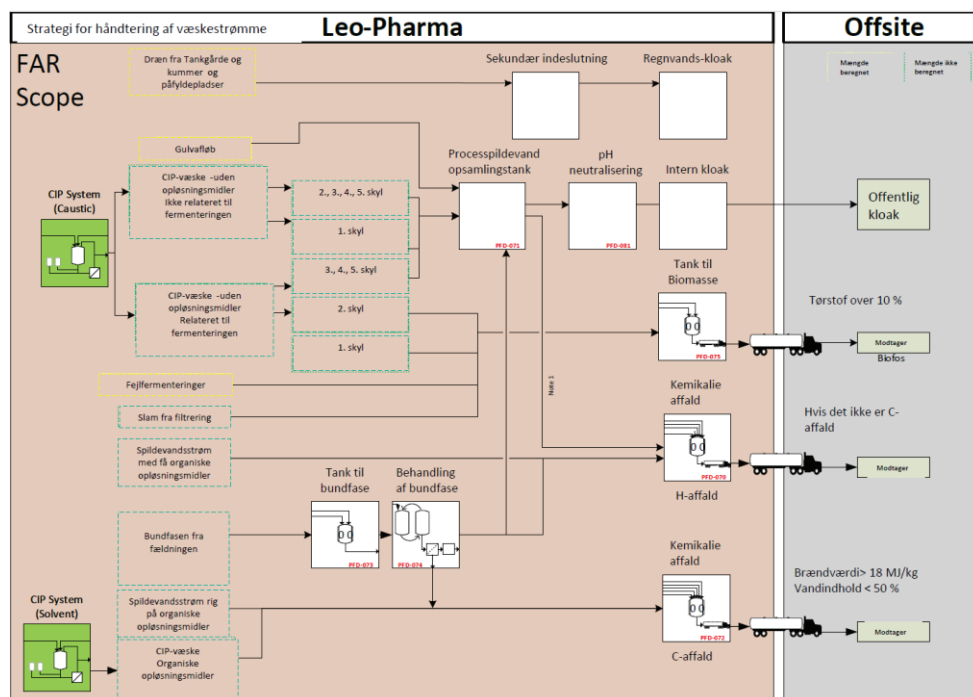 Strategi for håndtering af væskestrømme
Leo-Pharma
Offsite
FAR
Scope
Dræn fra Tankgårde og
kummer og
påfyldepladser
Sekundær indeslutning
Regnvands-kloak
Mængde
beregnet
Mængde ikke
beregnet
Gulvafløb
CIP System
(Caustic)
CIP-væske -uden
opløsningsmidler
Ikke relateret til
fermenteringen
2., 3., 4., 5. skyl
1. skyl
Processpildevand
opsamlingstank
PFD-071
pH
neutralisering
PFD-081
Intern kloak
Offentlig
kloak
CIP-væske -uden
opløsningsmidler
Relateret til
fermenteringen
3., 4., 5. skyl
2. skyl
1. skyl
Tank til
Biomasse
PFD-075
Tørstof over 10 %
Modtager
Biofos
Fejlfermenteringer
Slam fra filtrering
Note 1
Spildevandsstrøm
med få organiske
opløsningsmidler
Kemikalie
affald
PFD-070
H-affald
Hvis det ikke er C-
affald
Modtager
Bundfasen fra
fældningen
Tank til
bundfase
PFD-073
Behandling
af bundfase
PFD-074
CIP System
(Solvent)
Spildevandsstrøm rig
på organiske
opløsningsmidler
CIP-væske
Organiske
opløsningsmidler
Kemikalie
affald
PFD-072
C-affald
Brændværdi> 18 MJ/kg
Vandindhold < 50 %
Modtager